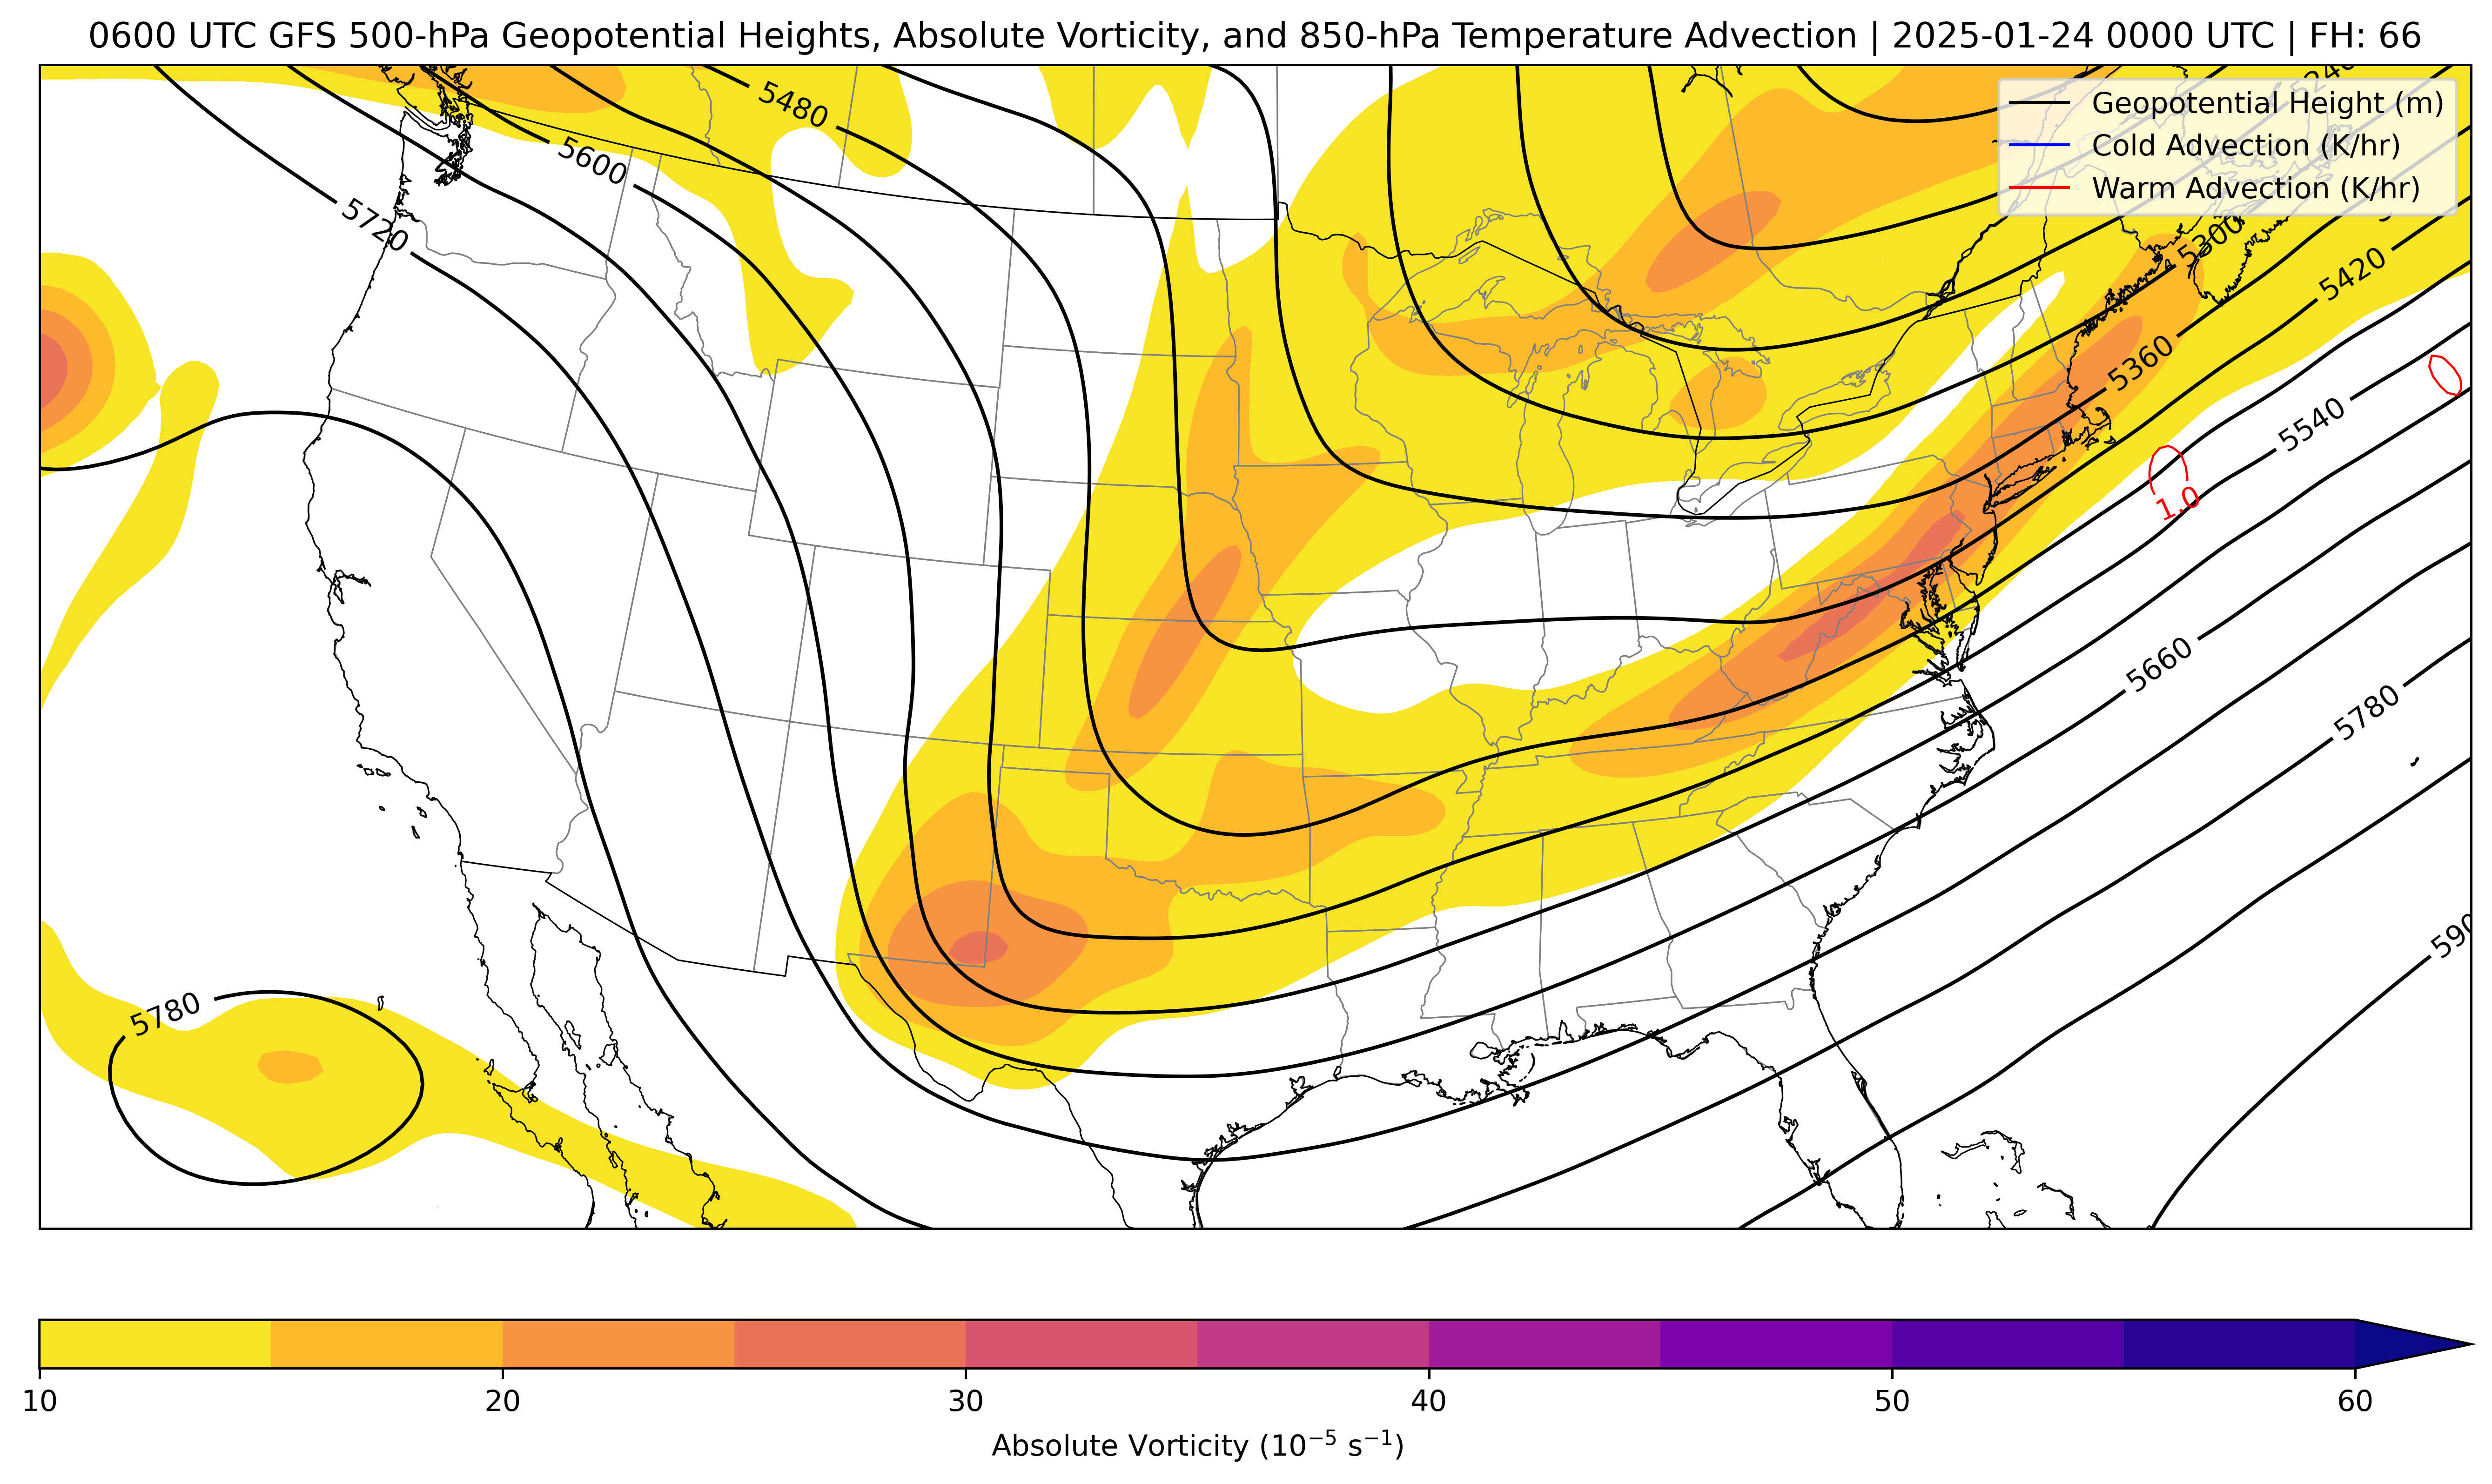 0600 UTC GFS 500-hPa Geopotential Heights, Absolute Vorticity, and 850-hPa Temperature Advection | 2025-01-24 0000 UTC | FH: 66
Geopotential Height (m)
Cold Advection (K/hr)
Warm Advection (K/hr)
5480
5600
5720
5240
5300
5420
5360
5540
1.0
5660
5780
590
5780
10 20 30 40 50 60
Absolute Vorticity (10⁻⁵ s⁻¹)